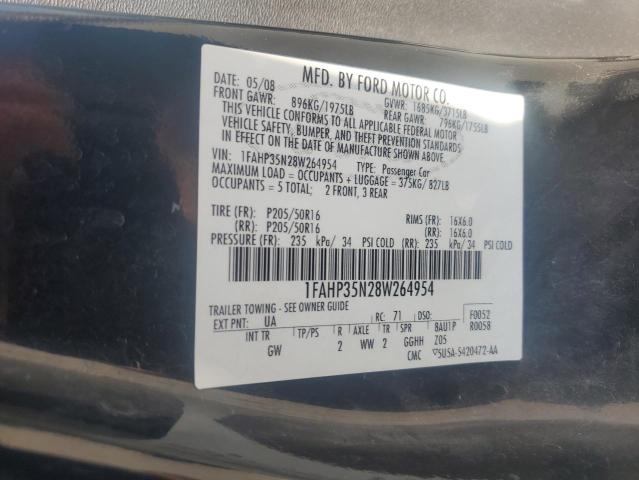 MFD. BY FORD MOTOR CO.
DATE: 05/08 GVWR: 1685KG/3715LB
FRONT GAWR: 896KG/1975LB REAR GAWR: 796KG/1755LB
THIS VEHICLE CONFORMS TO ALL APPLICABLE FEDERAL MOTOR
VEHICLE SAFETY, BUMPER, AND THEFT PREVENTION STANDARDS
IN EFFECT ON THE DATE OF MANUFACTURE SHOWN ABOVE.
VIN: 1FAHP35N28W264954 TYPE: Passenger Car
MAXIMUM LOAD = OCCUPANTS + LUGGAGE = 375KG/ 827LB
OCCUPANTS = 5 TOTAL: 2 FRONT, 3 REAR
TIRE (FR): P205/50R16 RIMS (FR): 16X6.0
(RR): P205/50R16 (RR): 16X6.0
PRESSURE (FR): 235 kPa/ 34 PSI COLD (RR): 235 kPa/ 34 PSI COLD
1FAHP35N28W264954
TRAILER TOWING - SEE OWNER GUIDE
EXT PNT: UA RC: 71 DSO: F0052
INT TR TP/PS R AXLE TR SPR 8AU1P R0058
GW 2 WW 2 GGHH Z05
CMC 5USA-5420472-AA